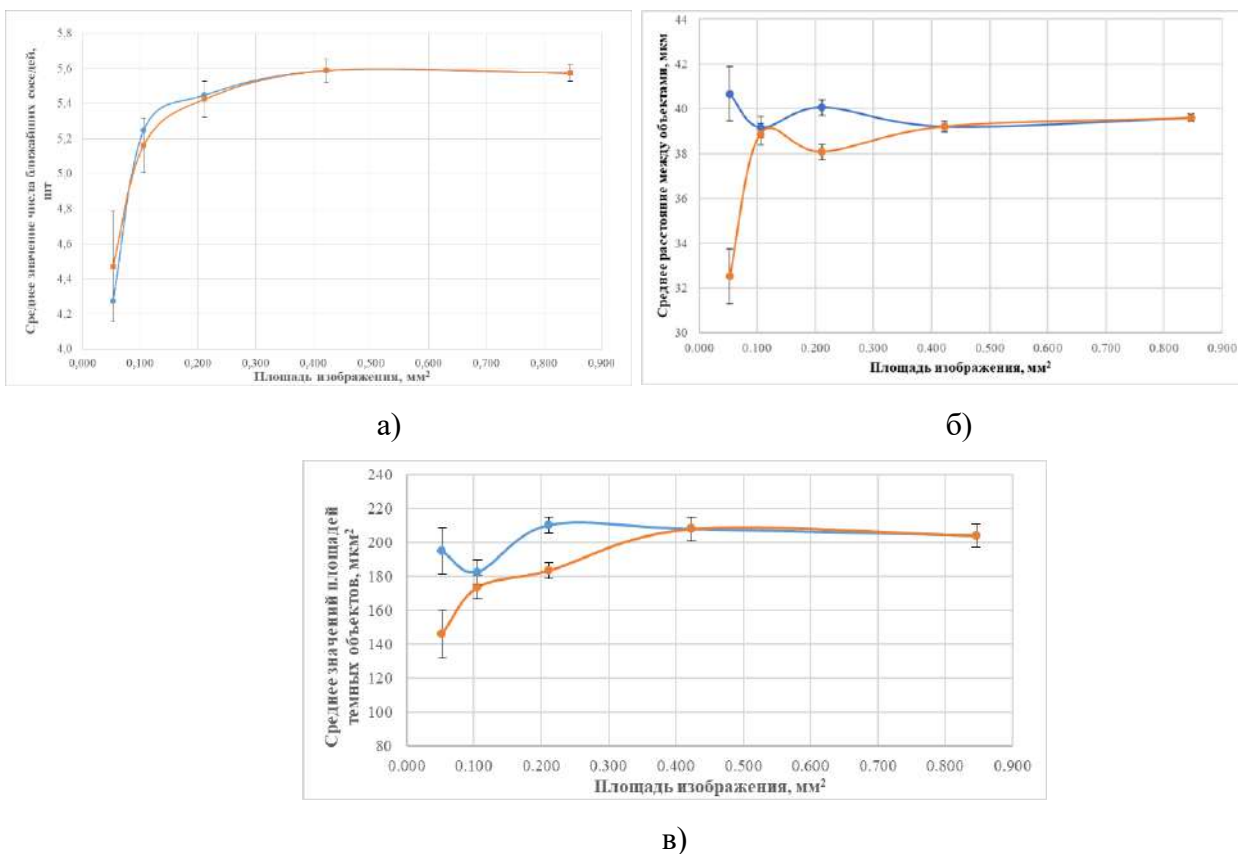 Среднее значение числа ближайших соседей,
шт
5,8
5,6
5,4
5,2
5,0
4,8
4,6
4,4
4,2
4,0
0,000 0,100 0,200 0,300 0,400 0,500 0,600 0,700 0,800 0,900
Площадь изображения, мм²
а)
Среднее расстояние между объектами, мкм
44
42
40
38
36
34
32
30
0.000 0.100 0.200 0.300 0.400 0.500 0.600 0.700 0.800 0.900
Площадь изображения, мм²
б)
Среднее значений площадей
темных объектов, мкм²
240
220
200
180
160
140
120
100
80
0.000 0.100 0.200 0.300 0.400 0.500 0.600 0.700 0.800 0.900
Площадь изображения, мм²
в)